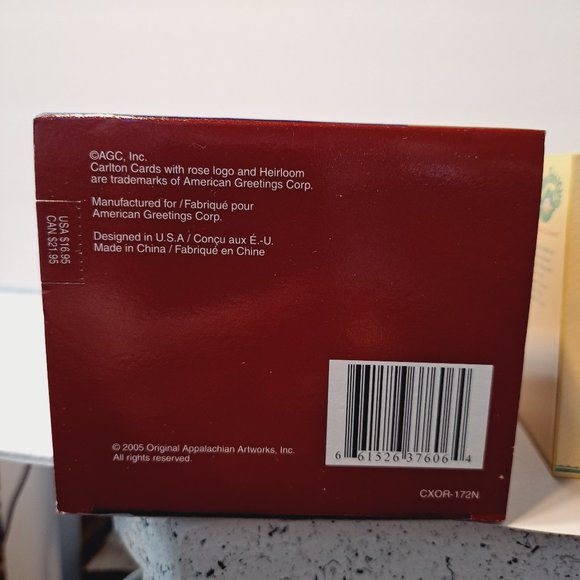 ©AGC, Inc.
Carlton Cards with rose logo and Heirloom
are trademarks of American Greetings Corp.
Manufactured for / Fabriqué pour
American Greetings Corp.
Designed in U.S.A / Conçu aux É.-U.
Made in China / Fabriqué en Chine
USA $16.95
CAN $21.95
© 2005 Original Appalachian Artworks, Inc.
All rights reserved.
6 61526 37606 4
CXOR-172N